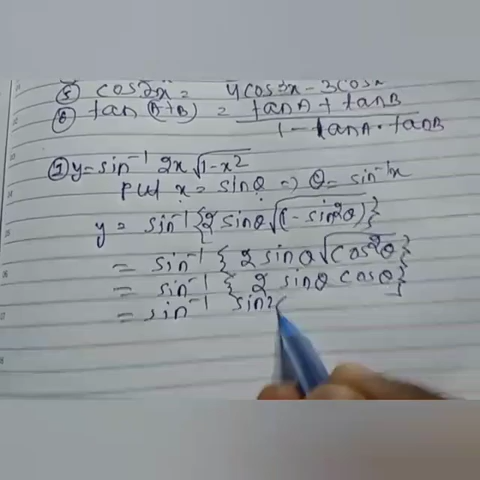 ⑤ cos3x = 4cos3x - 3cosx
⑥ tan (A+B) = tanA + tanB / 1 - tanA · tanB
⑦ y = sin⁻¹ 2x √1-x²
Put x = sinθ => θ = sin⁻¹x
y = sin⁻¹ {2 sinθ √(1 - sin2θ)}
= sin⁻¹ { 2 sinθ √cos2θ }
= sin⁻¹ { 2 sinθ cosθ }
= sin⁻¹ sin2